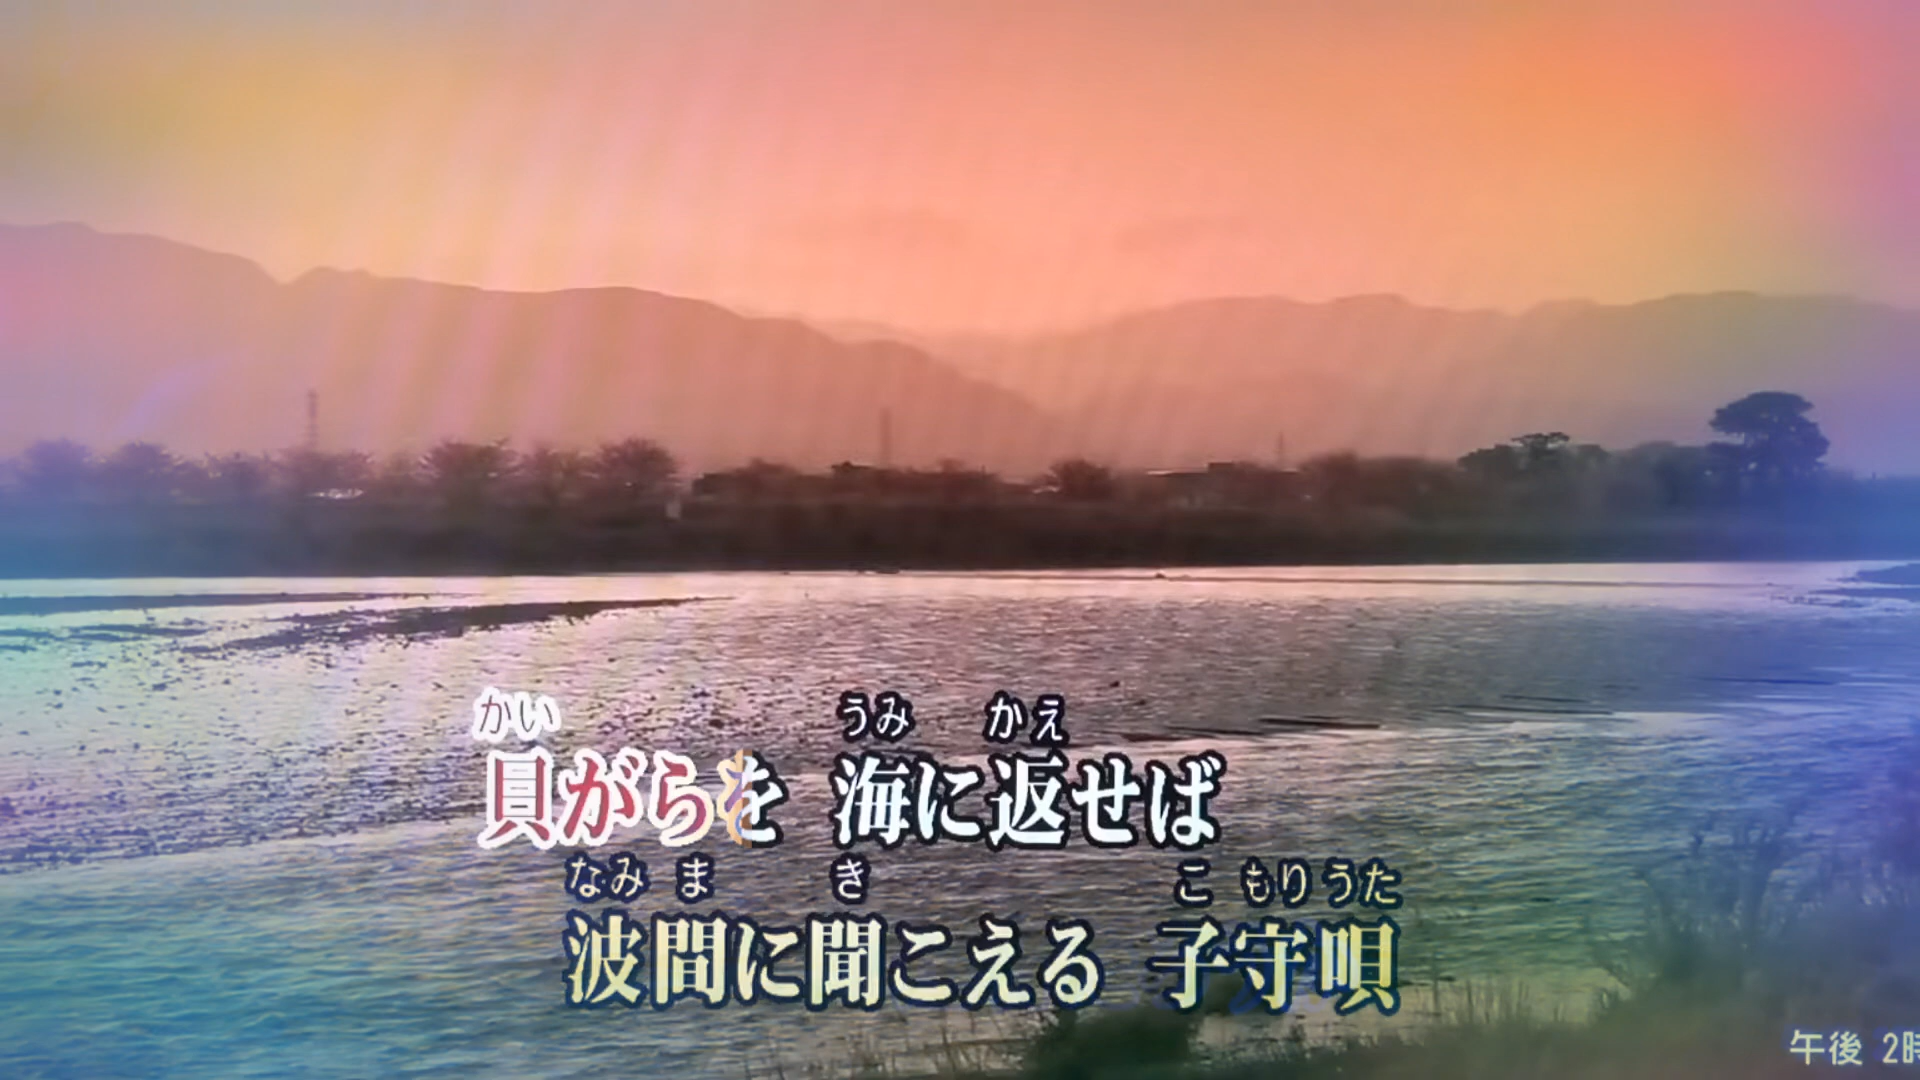 かい うみ かえ
貝がらを 海に返せば
なみ ま き こ もり うた
波間に聞こえる 子守唄
午後 2時